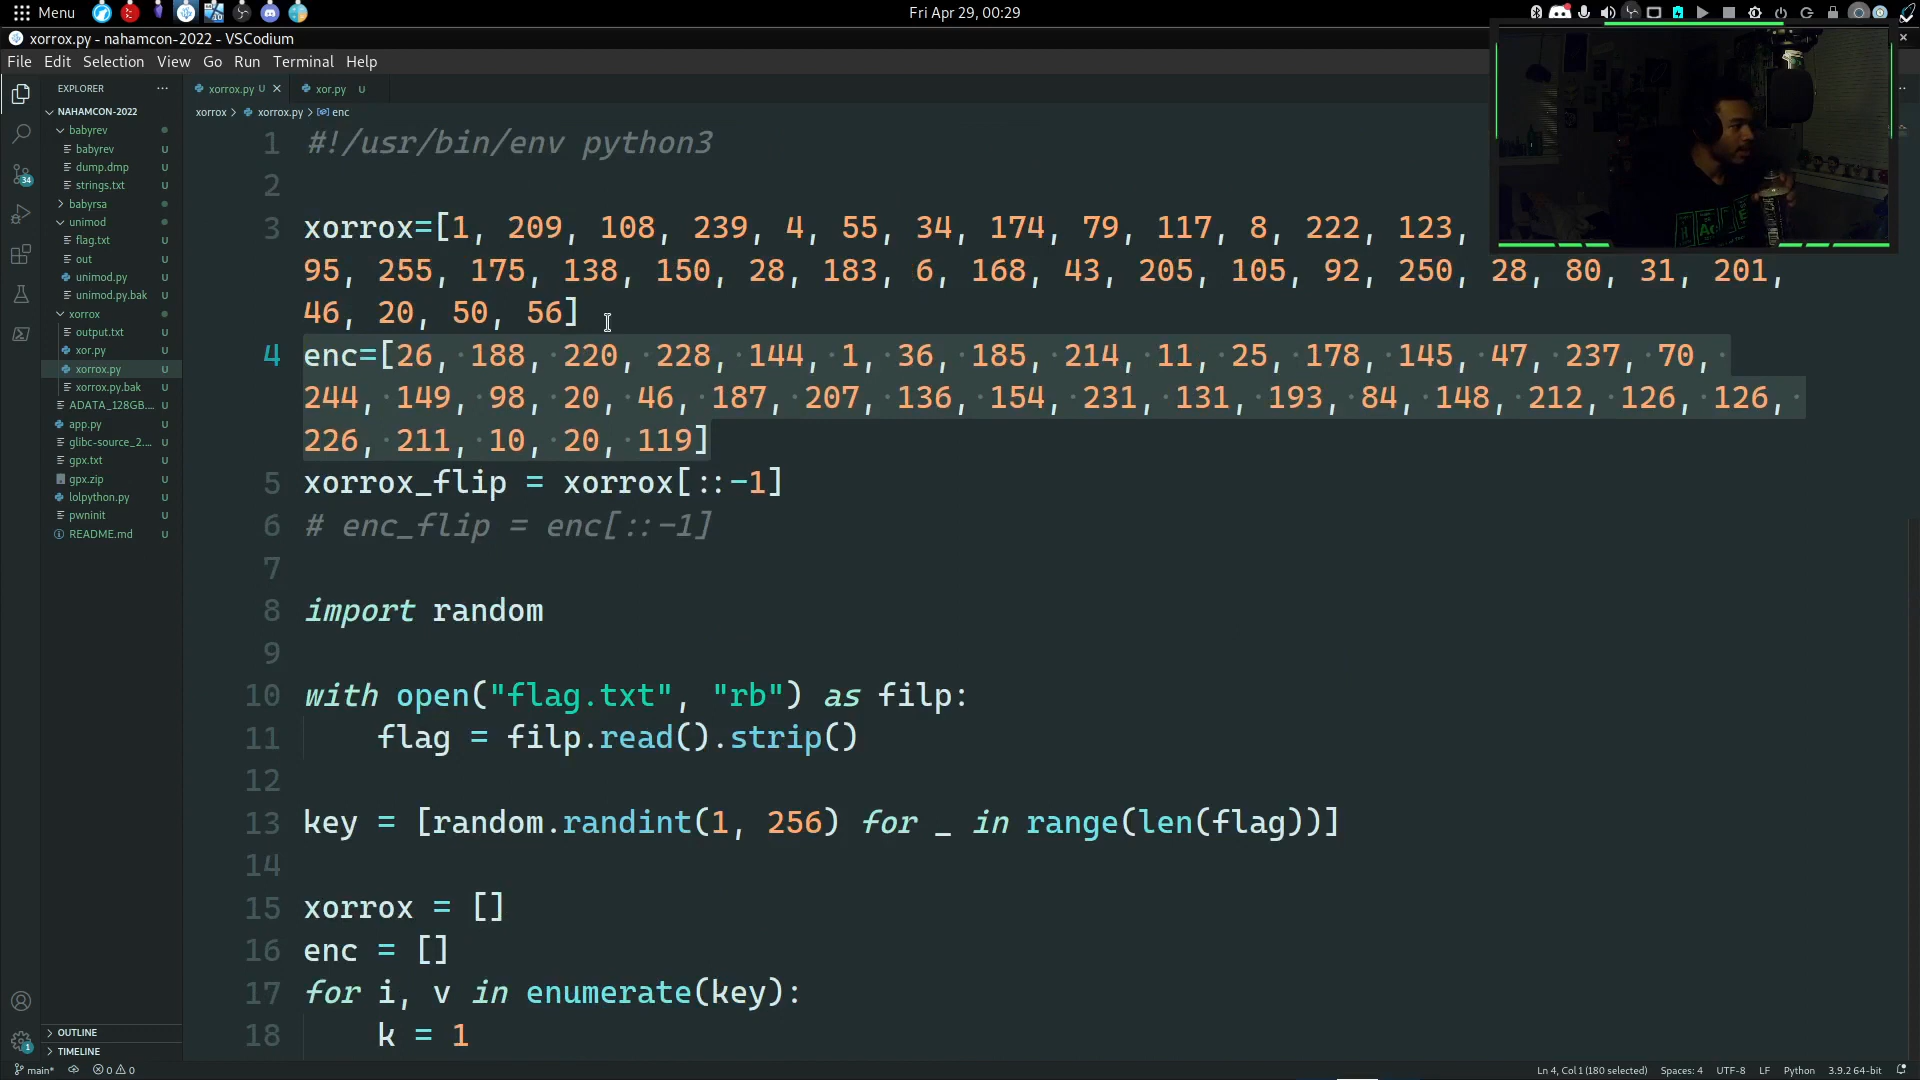 Menu
Fri Apr 29, 00:29
xorrox.py - nahamcon-2022 - VSCodium
File Edit Selection View Go Run Terminal Help
EXPLORER
xorrox.py U
xor.py U
NAHAMCON-2022
xorrox > xorrox.py > enc
babyrev
babyrev U
dump.dmp U
strings.txt U
babyrsa
unimod
flag.txt U
out U
unimod.py U
unimod.py.bak U
xorrox
output.txt U
xor.py U
xorrox.py U
xorrox.py.bak U
ADATA_128GB... U
app.py U
glibc-source_2.... U
gpx.txt U
gpx.zip U
lolpython.py U
pwninit U
README.md U
34
1 #!/usr/bin/env python3
2
3 xorrox=[1, 209, 108, 239, 4, 55, 34, 174, 79, 117, 8, 222, 123,
95, 255, 175, 138, 150, 28, 183, 6, 168, 43, 205, 105, 92, 250, 28, 80, 31, 201,
46, 20, 50, 56]
4 enc=[26, 188, 220, 228, 144, 1, 36, 185, 214, 11, 25, 178, 145, 47, 237, 70,
244, 149, 98, 20, 46, 187, 207, 136, 154, 231, 131, 193, 84, 148, 212, 126, 126,
226, 211, 10, 20, 119]
5 xorrox_flip = xorrox[::-1]
6 # enc_flip = enc[::-1]
7
8 import random
9
10 with open("flag.txt", "rb") as filp:
11 flag = filp.read().strip()
12
13 key = [random.randint(1, 256) for _ in range(len(flag))]
14
15 xorrox = []
16 enc = []
17 for i, v in enumerate(key):
18 k = 1
OUTLINE
TIMELINE
1
main* 0 0
Ln 4, Col 1 (180 selected) Spaces: 4 UTF-8 LF Python 3.9.2 64-bit